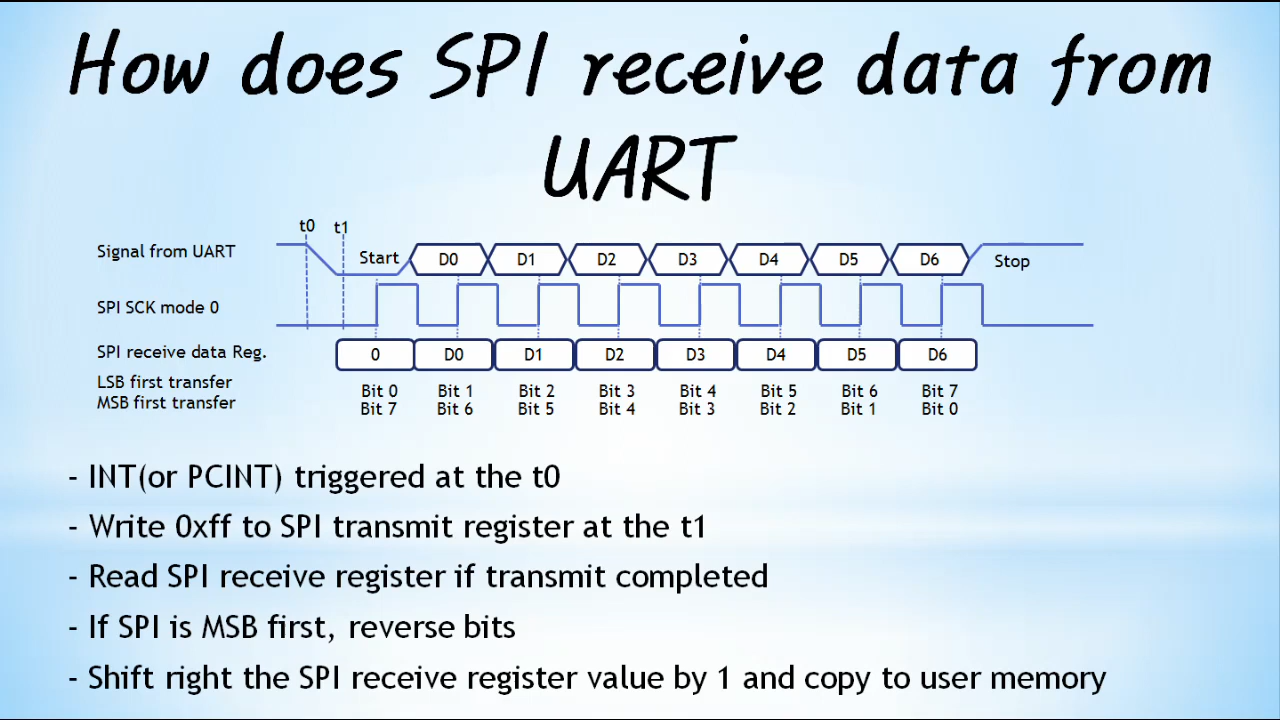 How does SPI receive data from
UART
t0 t1
Signal from UART
Start D0 D1 D2 D3 D4 D5 D6 Stop
SPI SCK mode 0
SPI receive data Reg.
0 D0 D1 D2 D3 D4 D5 D6
LSB first transfer
Bit 0 Bit 1 Bit 2 Bit 3 Bit 4 Bit 5 Bit 6 Bit 7
MSB first transfer
Bit 7 Bit 6 Bit 5 Bit 4 Bit 3 Bit 2 Bit 1 Bit 0
- INT(or PCINT) triggered at the t0
- Write 0xff to SPI transmit register at the t1
- Read SPI receive register if transmit completed
- If SPI is MSB first, reverse bits
- Shift right the SPI receive register value by 1 and copy to user memory